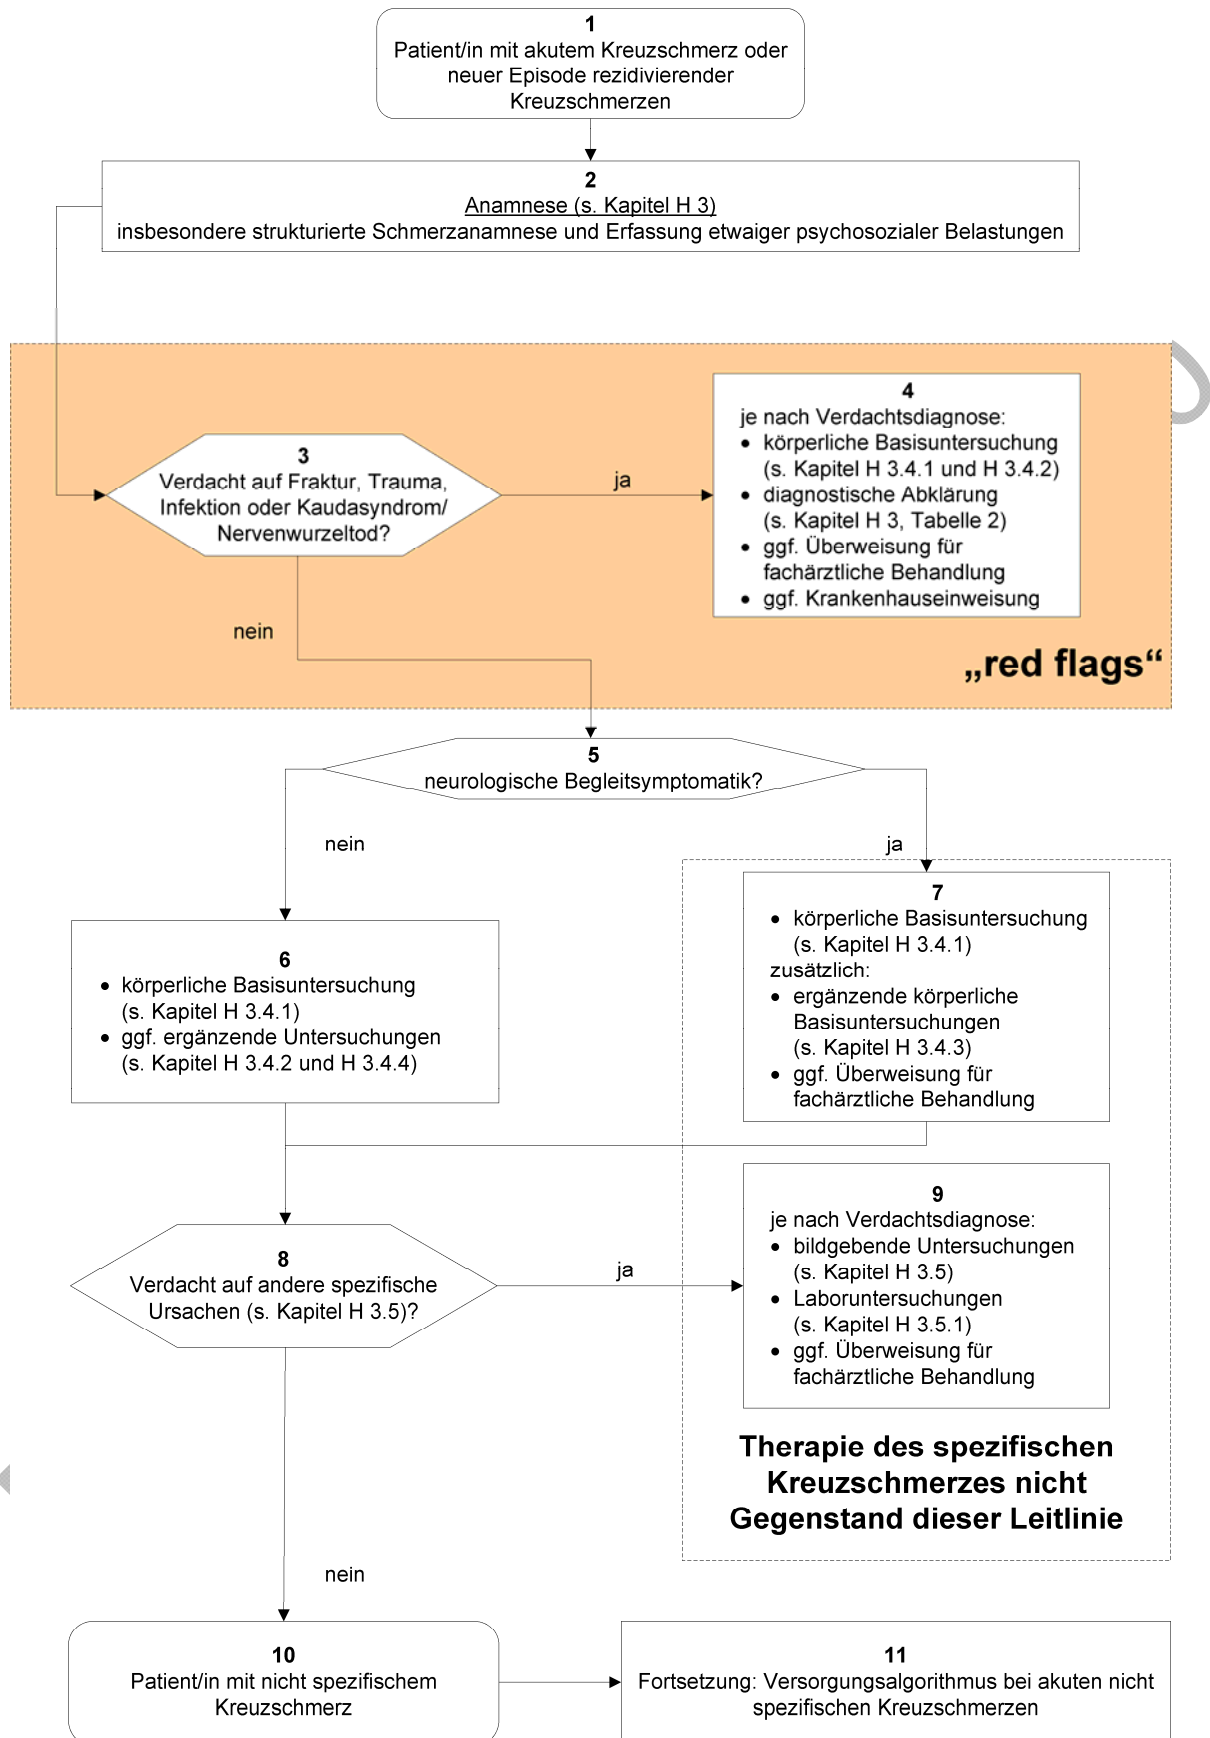 1
Patient/in mit akutem Kreuzschmerz oder
neuer Episode rezidivierender
Kreuzschmerzen
2
Anamnese (s. Kapitel H 3)
insbesondere strukturierte Schmerzanamnese und Erfassung etwaiger psychosozialer Belastungen
3
Verdacht auf Fraktur, Trauma,
Infektion oder Kaudasyndrom/
Nervenwurzeltod?
ja
4
je nach Verdachtsdiagnose:
• körperliche Basisuntersuchung
(s. Kapitel H 3.4.1 und H 3.4.2)
• diagnostische Abklärung
(s. Kapitel H 3, Tabelle 2)
• ggf. Überweisung für
fachärztliche Behandlung
• ggf. Krankenhauseinweisung
nein
„red flags“
5
neurologische Begleitsymptomatik?
nein
ja
6
• körperliche Basisuntersuchung
(s. Kapitel H 3.4.1)
• ggf. ergänzende Untersuchungen
(s. Kapitel H 3.4.2 und H 3.4.4)
7
• körperliche Basisuntersuchung
(s. Kapitel H 3.4.1)
zusätzlich:
• ergänzende körperliche
Basisuntersuchungen
(s. Kapitel H 3.4.3)
• ggf. Überweisung für
fachärztliche Behandlung
8
Verdacht auf andere spezifische
Ursachen (s. Kapitel H 3.5)?
ja
9
je nach Verdachtsdiagnose:
• bildgebende Untersuchungen
(s. Kapitel H 3.5)
• Laboruntersuchungen
(s. Kapitel H 3.5.1)
• ggf. Überweisung für
fachärztliche Behandlung
Therapie des spezifischen
Kreuzschmerzes nicht
Gegenstand dieser Leitlinie
nein
10
Patient/in mit nicht spezifischem
Kreuzschmerz
11
Fortsetzung: Versorgungsalgorithmus bei akuten nicht
spezifischen Kreuzschmerzen